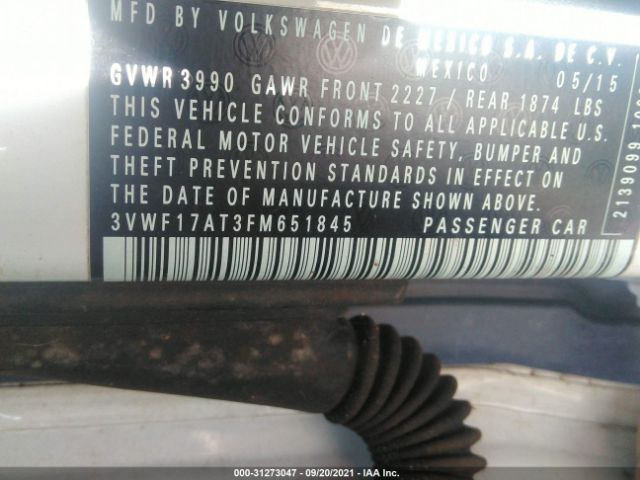 MFD BY VOLKSWAGEN DE MEXICO S.A. DE C.V.
MEXICO 05/15
GVWR 3990 GAWR FRONT 2227 / REAR 1874 LBS
THIS VEHICLE CONFORMS TO ALL APPLICABLE U.S.
FEDERAL MOTOR VEHICLE SAFETY, BUMPER AND
THEFT PREVENTION STANDARDS IN EFFECT ON
THE DATE OF MANUFACTURE SHOWN ABOVE.
3VWF17AT3FM651845 PASSENGER CAR
2139099
000-31273047 - 09/20/2021 - IAA Inc.